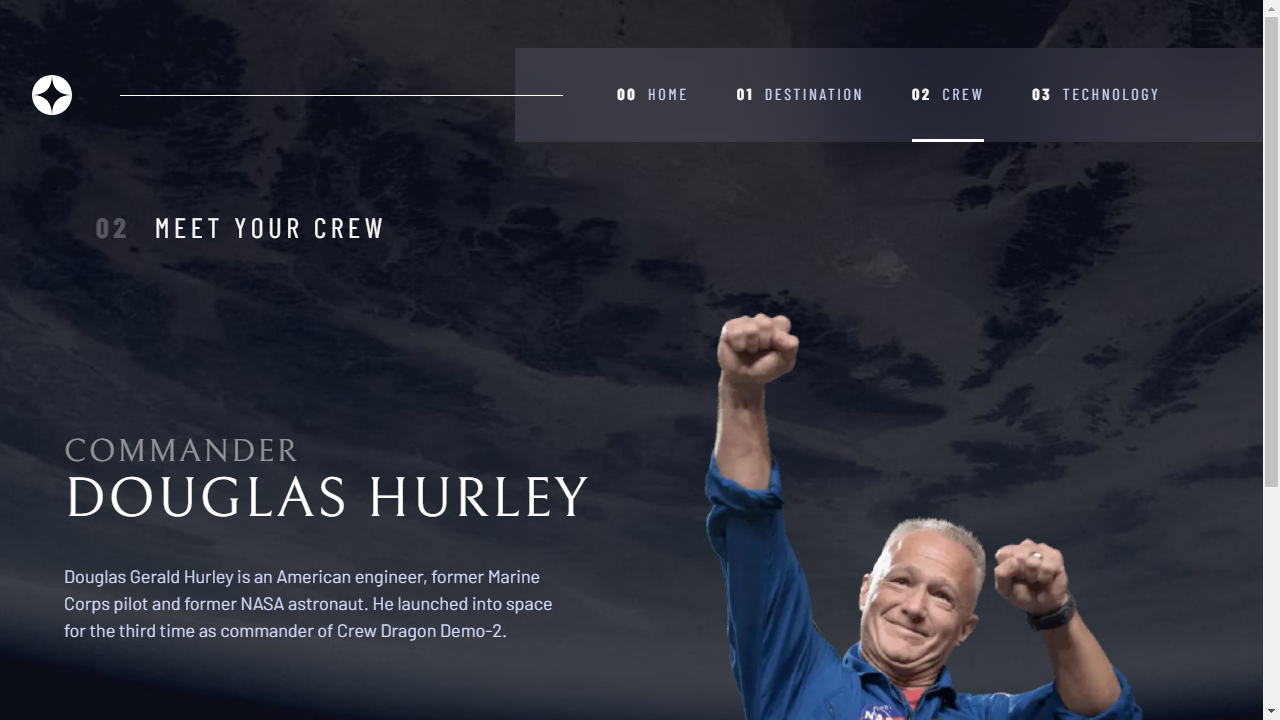 00 HOME 01 DESTINATION 02 CREW 03 TECHNOLOGY
02 MEET YOUR CREW
COMMANDER
DOUGLAS HURLEY
Douglas Gerald Hurley is an American engineer, former Marine
Corps pilot and former NASA astronaut. He launched into space
for the third time as commander of Crew Dragon Demo-2.